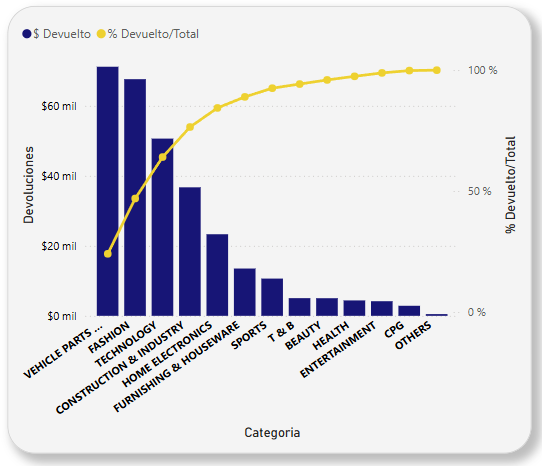 $ Devuelto % Devuelto/Total
100 %
$60 mil
$40 mil
50 %
$20 mil
$0 mil
0 %
Devoluciones
% Devuelto/Total
VEHICLE PARTS ...
FASHION
TECHNOLOGY
CONSTRUCTION & INDUSTRY
HOME ELECTRONICS
FURNISHING & HOUSEWARE
SPORTS
T & B
BEAUTY
HEALTH
ENTERTAINMENT
CPG
OTHERS
Categoria